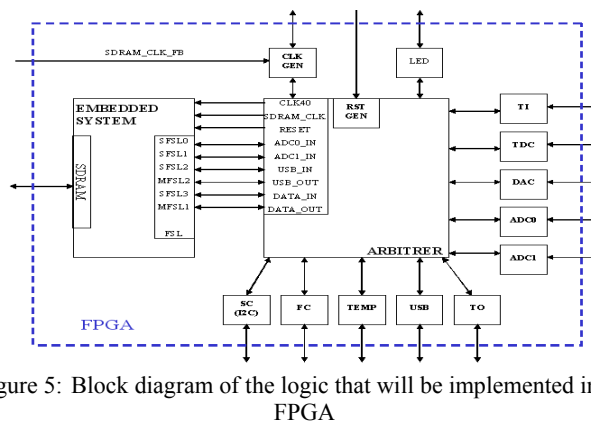 SDRAM_CLK_FB
CLK
GEN
LED
EMBEDDED
SYSTEM
SDRAM
SFSL0
SFSL1
SFSL2
MFSL2
SFSL3
MFSL1
FSL
CLK40
SDRAM_CLK
RESET
ADC0_IN
ADC1_IN
USB_IN
USB_OUT
DATA_IN
DATA_OUT
RST
GEN
ARBITRER
TI
TDC
DAC
ADC0
ADC1
SC
(I2C)
FC
TEMP
USB
TO
FPGA
gure 5: Block diagram of the logic that will be implemented in
FPGA